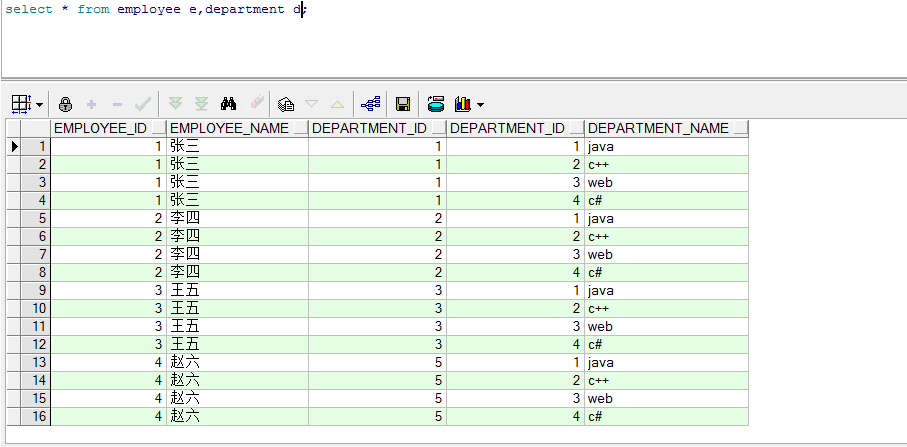 select * from employee e,department d;
EMPLOYEE_ID EMPLOYEE_NAME DEPARTMENT_ID DEPARTMENT_ID DEPARTMENT_NAME
1 1 张三 1 1 java
2 1 张三 1 2 c++
3 1 张三 1 3 web
4 1 张三 1 4 c#
5 2 李四 2 1 java
6 2 李四 2 2 c++
7 2 李四 2 3 web
8 2 李四 2 4 c#
9 3 王五 3 1 java
10 3 王五 3 2 c++
11 3 王五 3 3 web
12 3 王五 3 4 c#
13 4 赵六 5 1 java
14 4 赵六 5 2 c++
15 4 赵六 5 3 web
16 4 赵六 5 4 c#